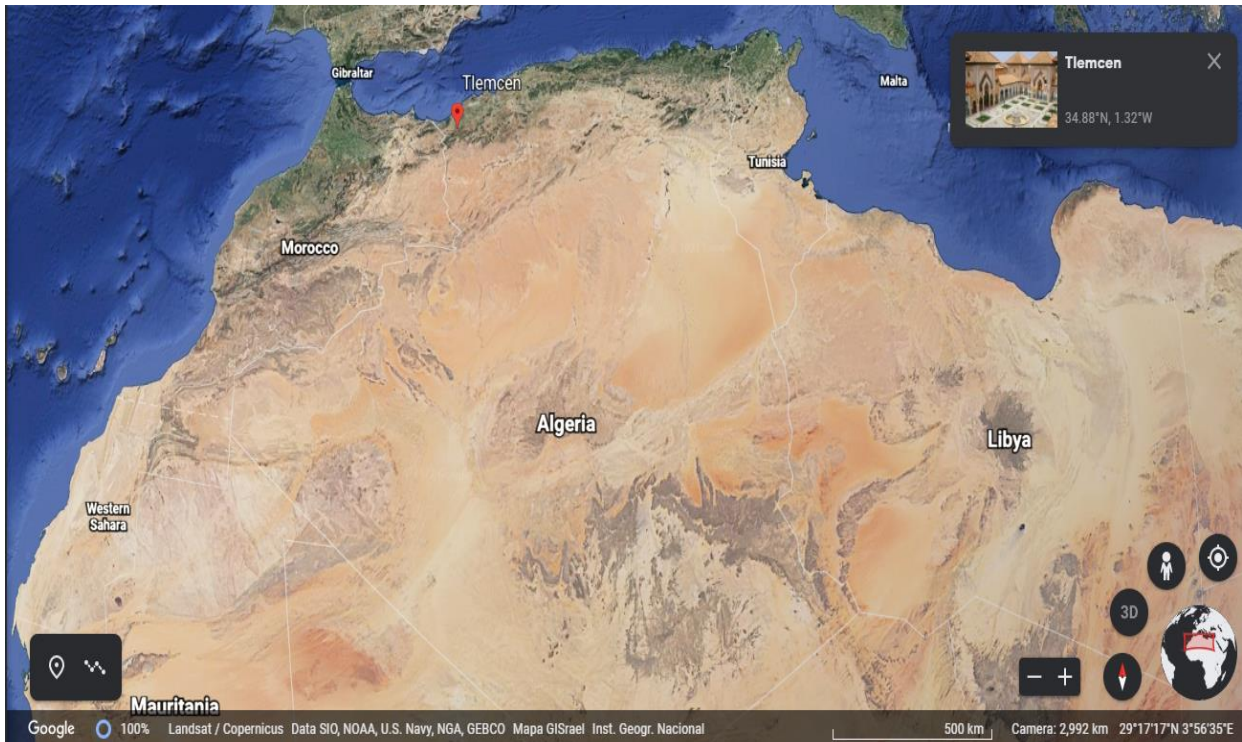 Gibraltar
Tlemcen
Malta
Tlemcen
34.88°N, 1.32°W
Tunisia
Morocco
Algeria
Libya
Western
Sahara
3D
Mauritania
Google 100% Landsat / Copernicus Data SIO, NOAA, U.S. Navy, NGA, GEBCO Mapa GISrael Inst. Geogr. Nacional 500 km Camera: 2,992 km 29°17'17"N 3°56'35"E